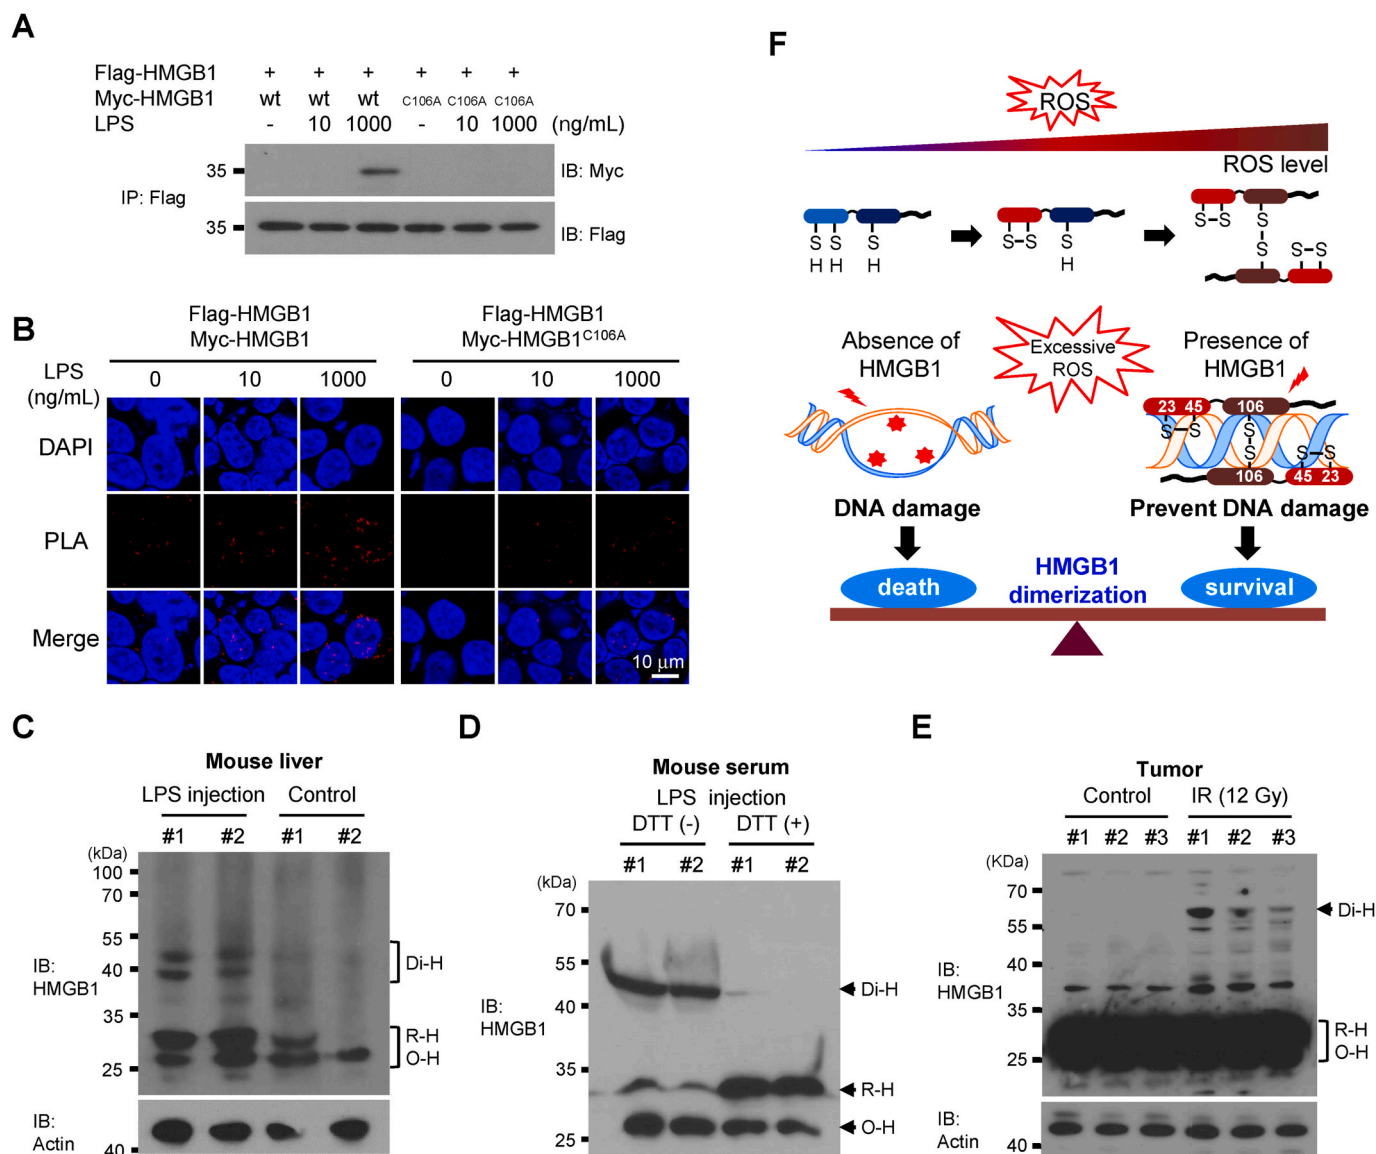 A
Flag-HMGB1 + + + + + +
Myc-HMGB1 wt wt wt C106A C106A C106A
LPS - 10 1000 - 10 1000 (ng/mL)
IP: Flag
35 IB: Myc
35 IB: Flag
B
Flag-HMGB1 Flag-HMGB1
Myc-HMGB1 Myc-HMGB1C106A
LPS (ng/mL) 0 10 1000 0 10 1000
DAPI
PLA
Merge
10 μm
C
Mouse liver
LPS injection Control
#1 #2 #1 #2
(kDa)
100
70
55
40
35
25
IB:
HMGB1
Di-H
R-H
O-H
IB:
Actin
40
D
Mouse serum
LPS injection
DTT (-) DTT (+)
#1 #2 #1 #2
(kDa)
70
55
40
35
25
IB:
HMGB1
Di-H
R-H
O-H
E
Tumor
Control IR (12 Gy)
#1 #2 #3 #1 #2 #3
(KDa)
70
55
40
35
25
IB:
HMGB1
Di-H
R-H
O-H
IB:
Actin
40
F
ROS
ROS level
S S S
H H H
S-S S
H
S-S
S
S
S-S
Absence of
HMGB1
Excessive
ROS
Presence of
HMGB1
23 45 106
S-S S
S S-S
106 45 23
DNA damage
Prevent DNA damage
death
HMGB1
dimerization
survival